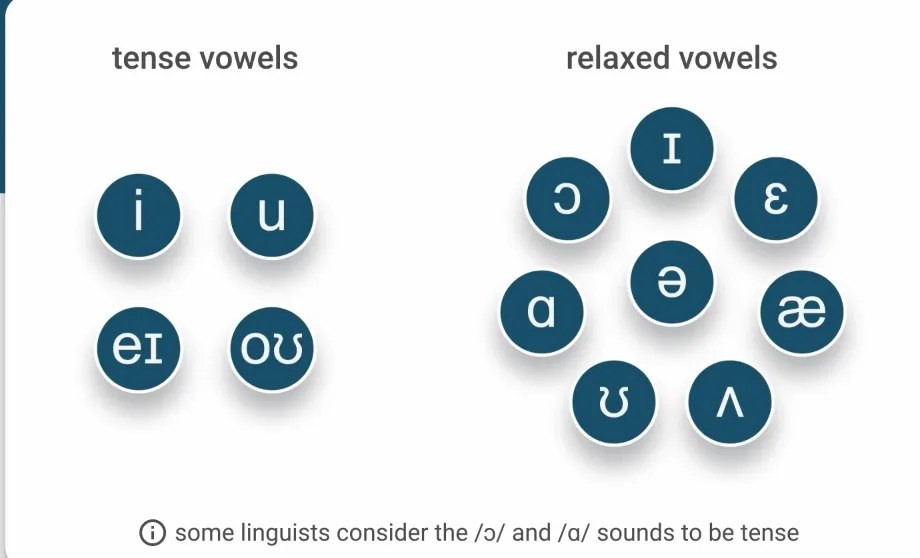 tense vowels
relaxed vowels
i u
eɪ oʊ
ɪ
ɔ ɛ
ə
ɑ æ
ʊ ʌ
some linguists consider the /ɔ/ and /ɑ/ sounds to be tense